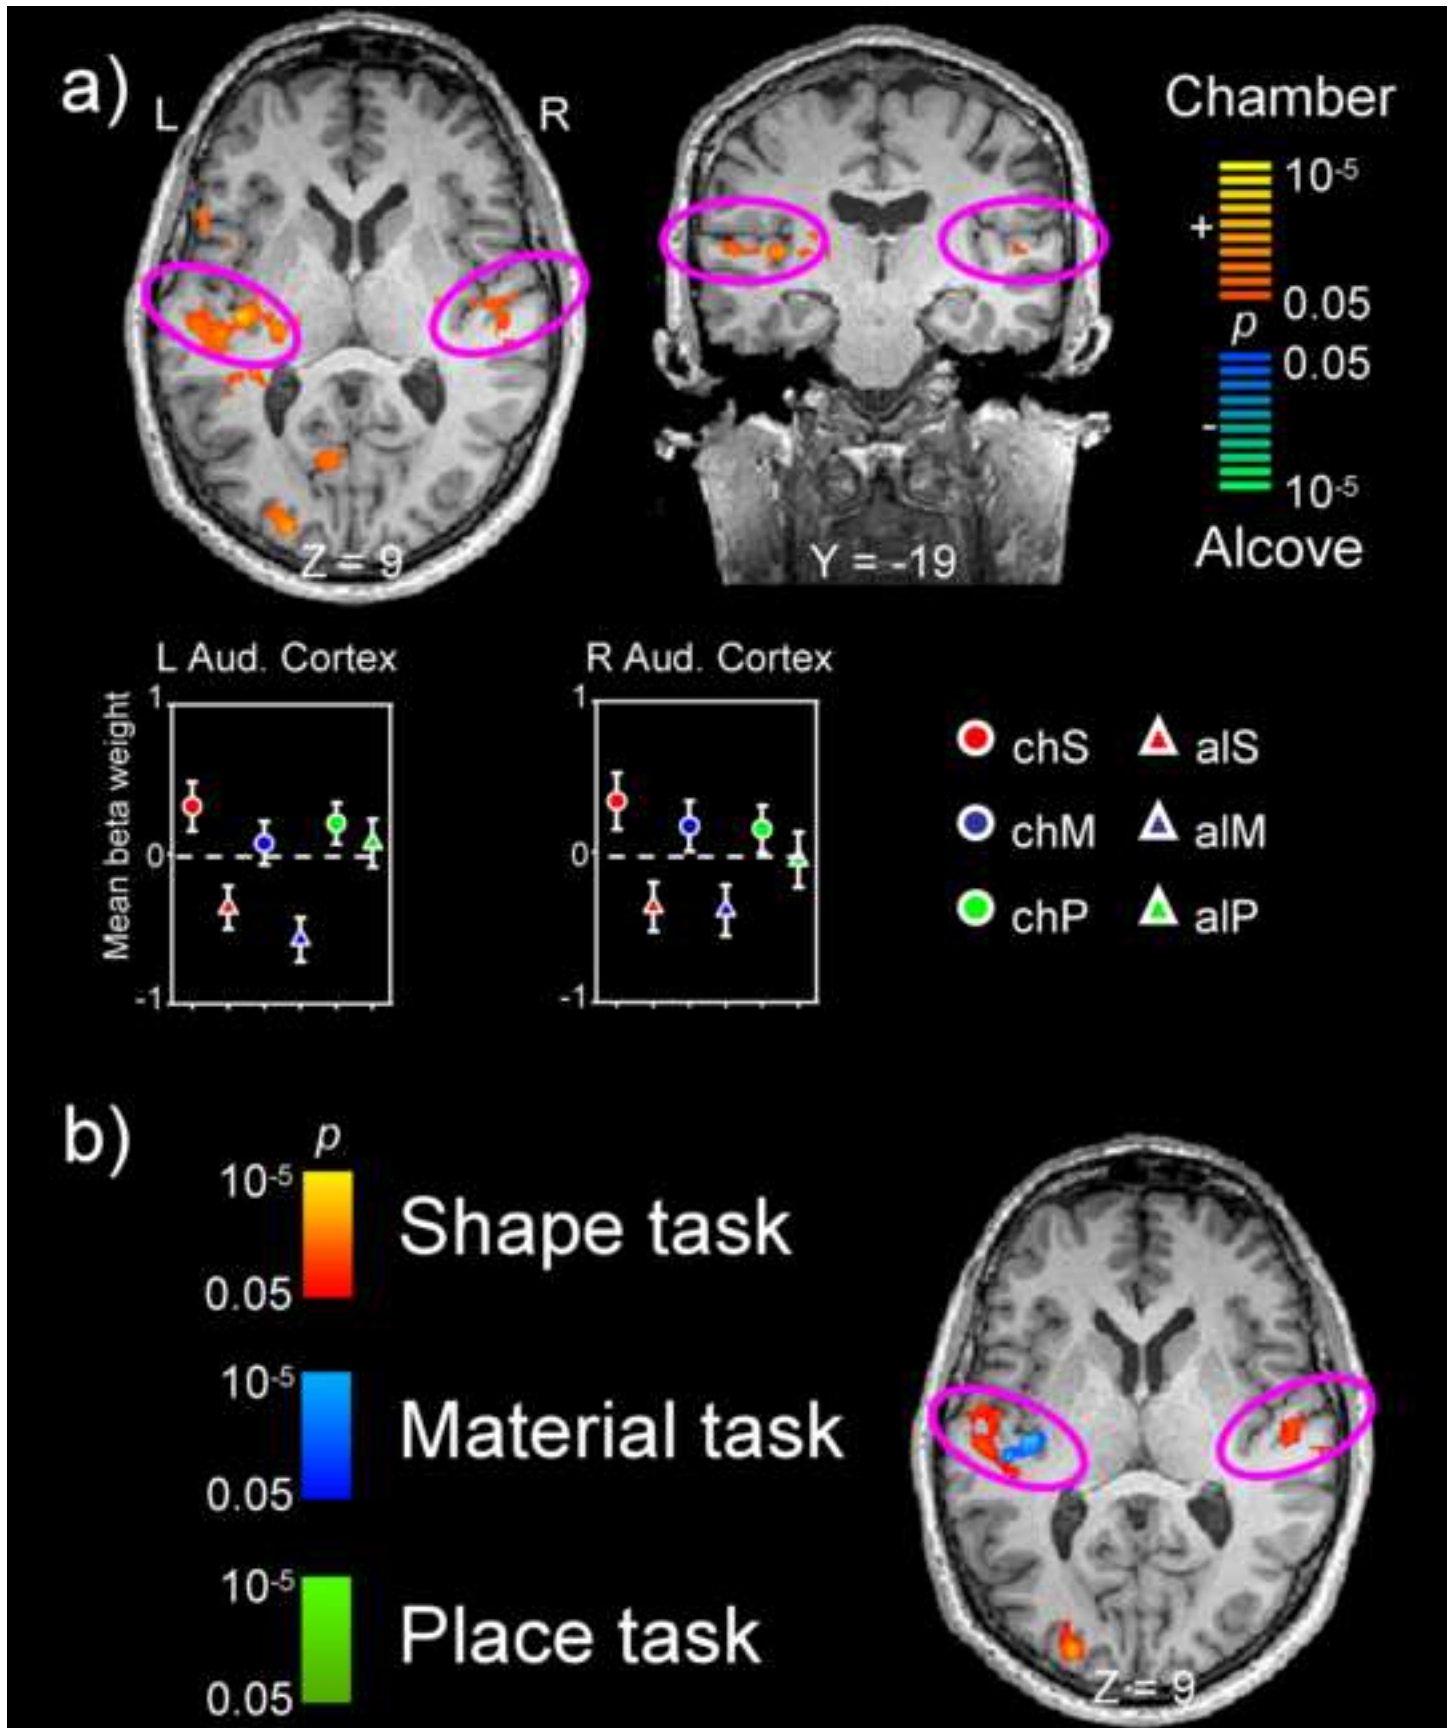 a)
L
R
Z = 9
Y = -19
Chamber
10-5
+
0.05
p
0.05
-
10-5
Alcove
L Aud. Cortex
Mean beta weight
1
0
-1
R Aud. Cortex
1
0
-1
chS
alS
chM
alM
chP
alP
b)
p
10-5
0.05
Shape task
10-5
0.05
Material task
10-5
0.05
Place task
Z = 9